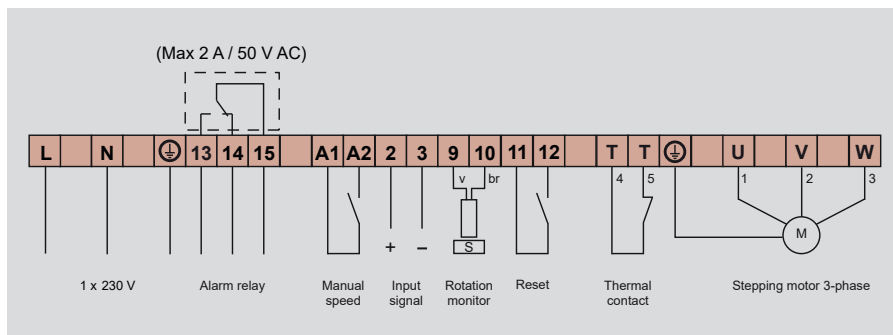 (Max 2 A / 50 V AC)
L N 13 14 15 A1 A2 2 3 9 10 11 12 T T U V W
v br 4 5 1 2 3
+ – S M
1 x 230 V Alarm relay Manual speed Input signal Rotation monitor Reset Thermal contact Stepping motor 3-phase